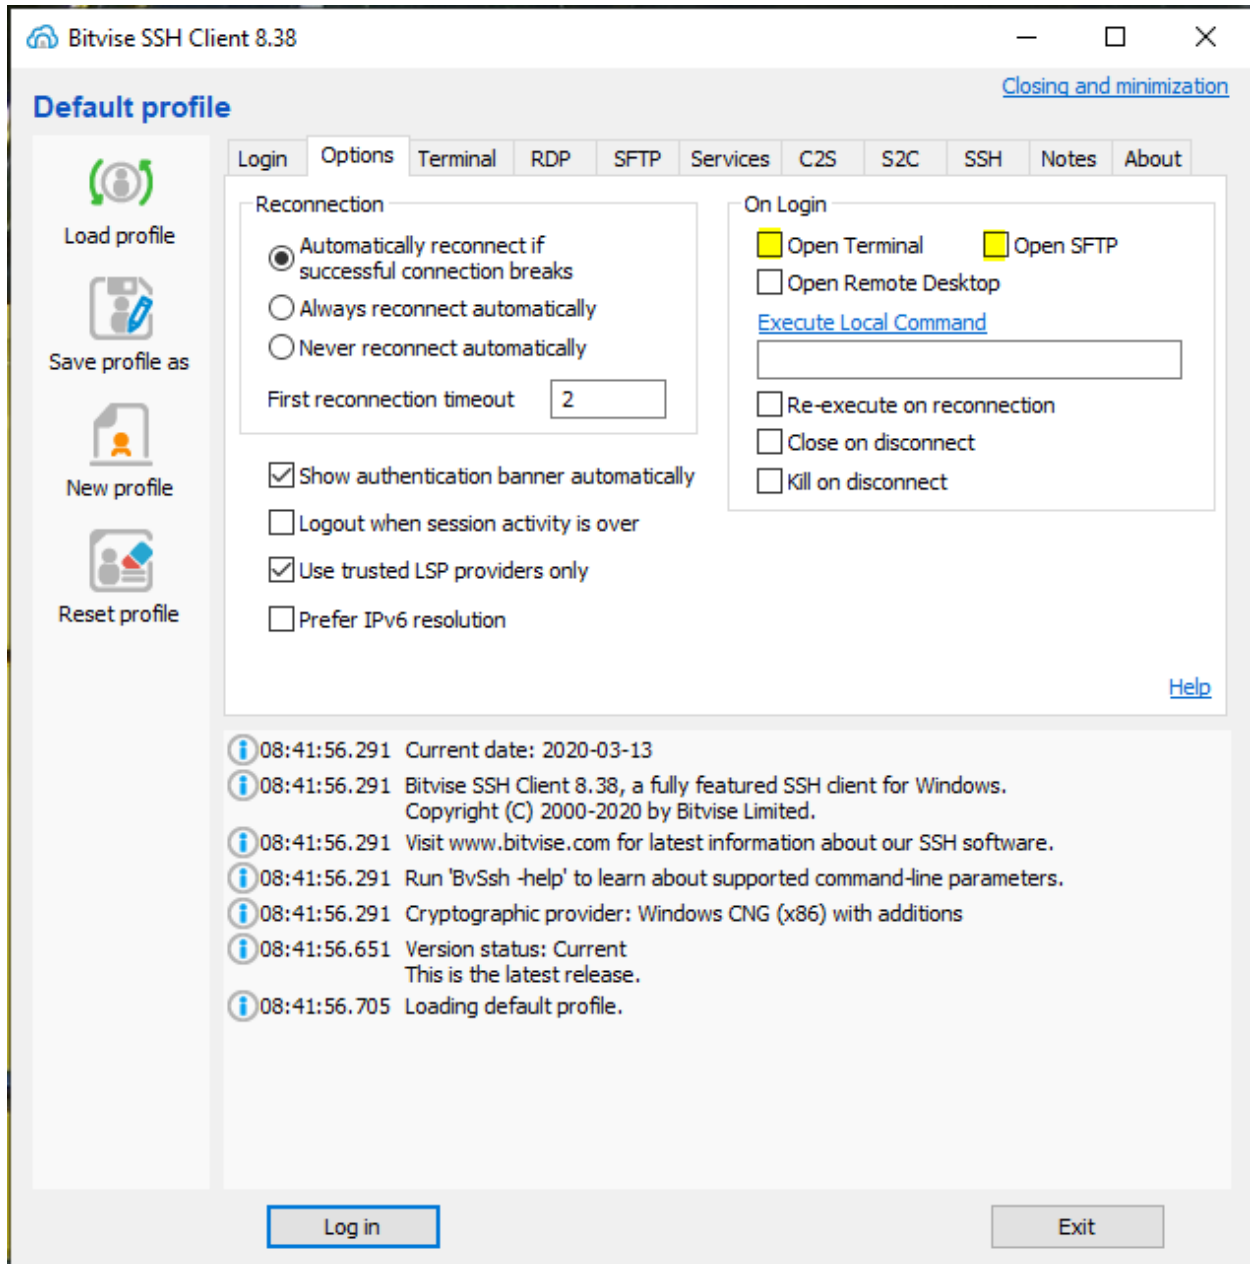 Bitvise SSH Client 8.38
Closing and minimization
Default profile
Load profile
Save profile as
New profile
Reset profile
Login
Options
Terminal
RDP
SFTP
Services
C2S
S2C
SSH
Notes
About
Reconnection
Automatically reconnect if
successful connection breaks
Always reconnect automatically
Never reconnect automatically
First reconnection timeout 2
Show authentication banner automatically
Logout when session activity is over
Use trusted LSP providers only
Prefer IPv6 resolution
On Login
Open Terminal
Open SFTP
Open Remote Desktop
Execute Local Command
Re-execute on reconnection
Close on disconnect
Kill on disconnect
Help
08:41:56.291 Current date: 2020-03-13
08:41:56.291 Bitvise SSH Client 8.38, a fully featured SSH client for Windows.
Copyright (C) 2000-2020 by Bitvise Limited.
08:41:56.291 Visit www.bitvise.com for latest information about our SSH software.
08:41:56.291 Run 'BvSsh -help' to learn about supported command-line parameters.
08:41:56.291 Cryptographic provider: Windows CNG (x86) with additions
08:41:56.651 Version status: Current
This is the latest release.
08:41:56.705 Loading default profile.
Log in
Exit